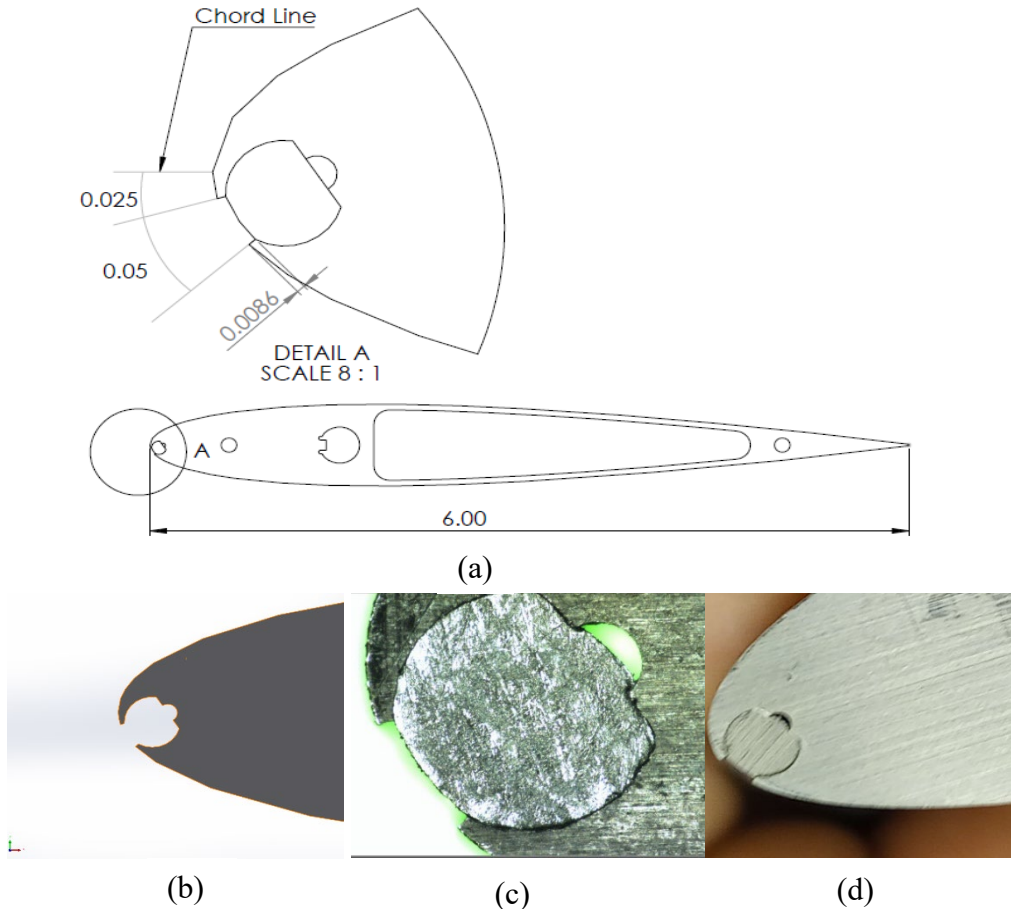 Chord Line
0.025
0.05
0.0086
DETAIL A
SCALE 8 : 1
A
6.00
(a)
(b)
(c)
(d)